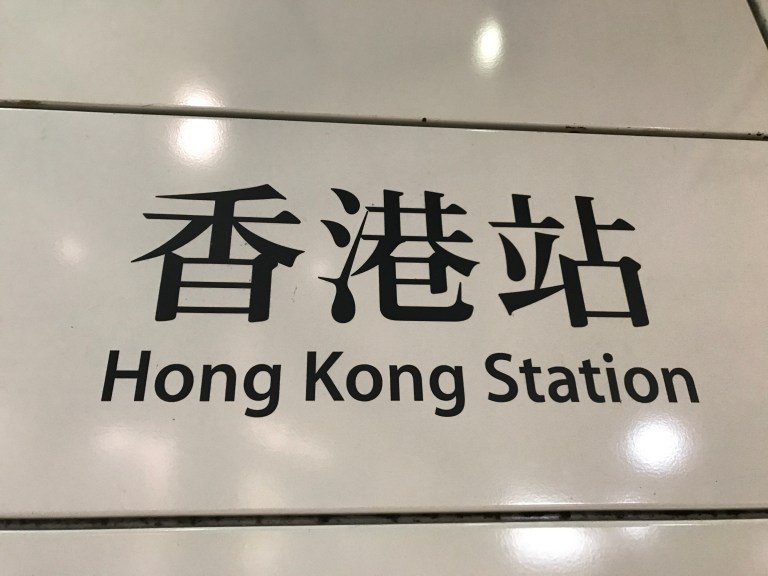 香港站
Hong Kong Station